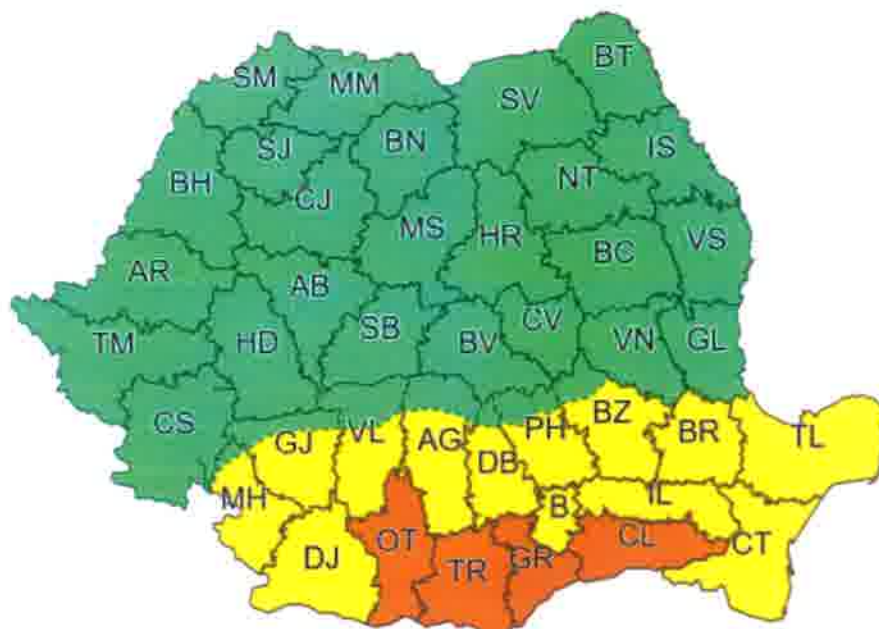 BT
SM
MM
SV
BN
IS
SJ
NT
BH
CJ
MS
HR
VS
BC
AR
AB
CV
SB
TM
HD
BV
VN
GL
BZ
CS
VL
PH
BR
TL
GJ
AG
DB
MH
B
IL
OT
CL
CT
DJ
GR
TR